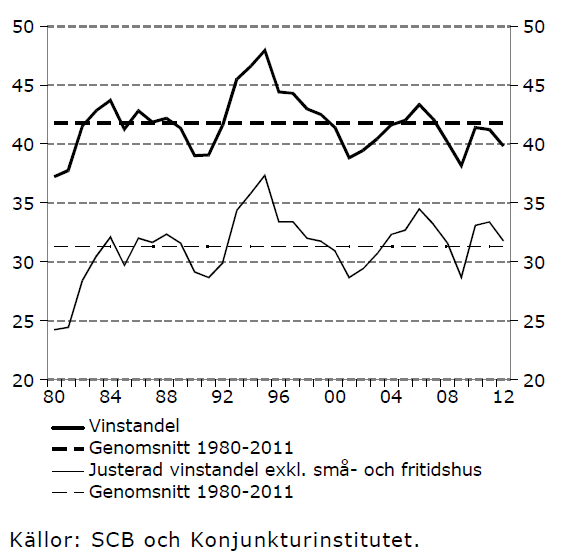 50 50
45 45
40 40
35 35
30 30
25 25
20 20
80 84 88 92 96 00 04 08 12
Vinstandel
Genomsnitt 1980-2011
Justerad vinstandel exkl. små- och fritidshus
Genomsnitt 1980-2011
Källor: SCB och Konjunkturinstitutet.